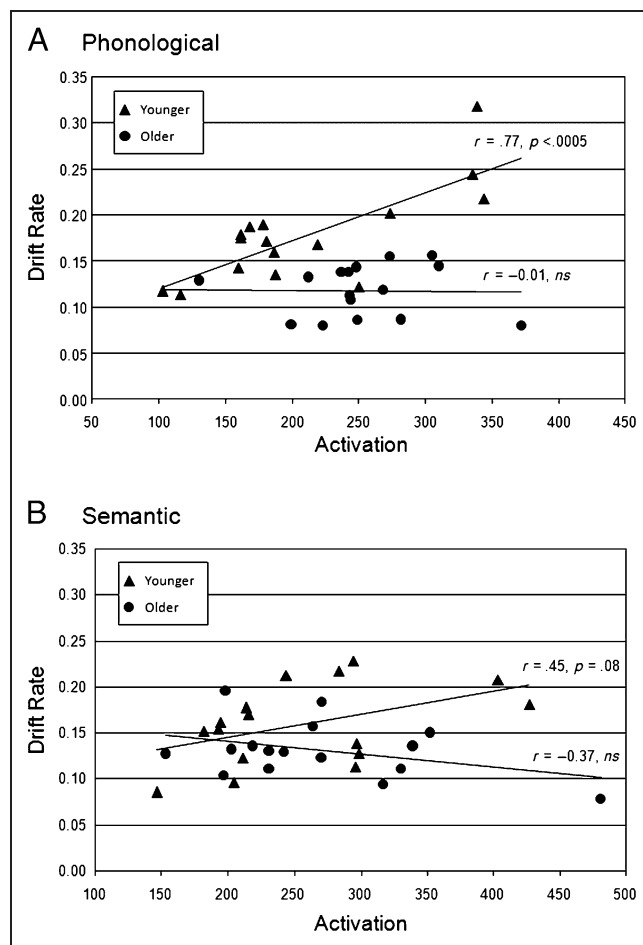 A Phonological
0.35
0.30
0.25
0.20
0.15
0.10
0.05
0.00
Drift Rate
Younger
Older
r = .77, p <.0005
r = −0.01, ns
50 100 150 200 250 300 350 400 450
Activation
B Semantic
0.35
0.30
0.25
0.20
0.15
0.10
0.05
0.00
Drift Rate
Younger
Older
r = .45, p = .08
r = −0.37, ns
100 150 200 250 300 350 400 450 500
Activation